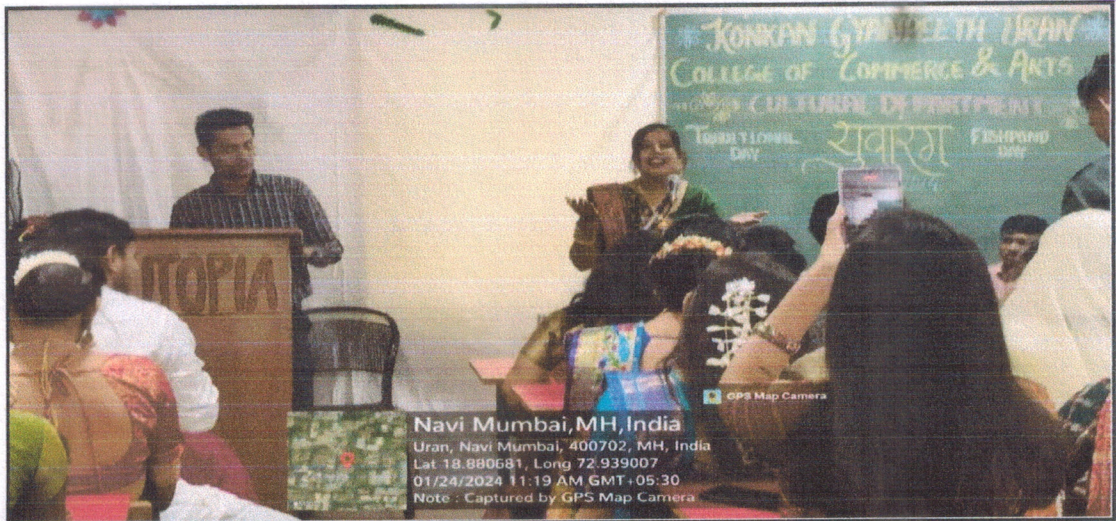 KONKAN GYANPEETH URAN
COLLEGE OF COMMERCE & ARTS
CULTURAL DEPARTMENT
TRADITIONAL DAY
युवारंग
FISHPOND DAY
UTOPIA
GPS Map Camera
Navi Mumbai,MH,India
Uran, Navi Mumbai, 400702, MH, India
Lat 18.880681, Long 72.939007
01/24/2024 11:19 AM GMT+05:30
Note : Captured by GPS Map Camera